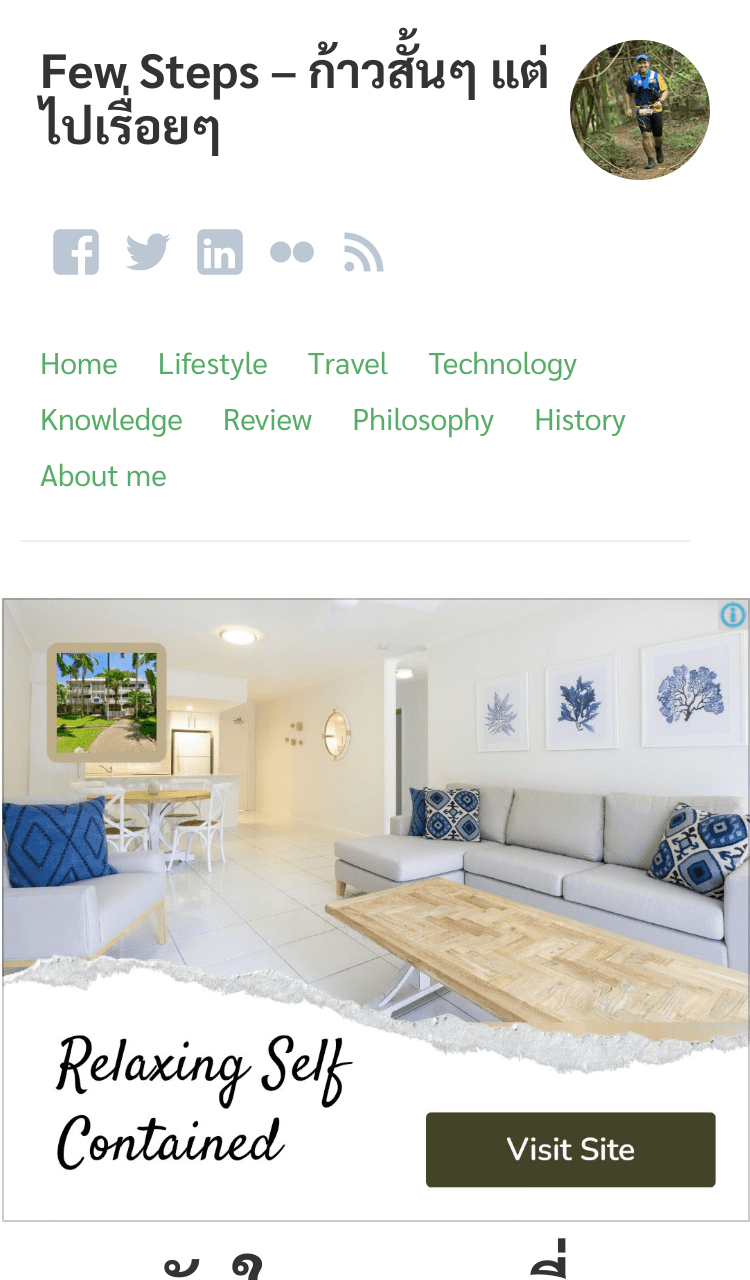 Few Steps – ก้าวสั้นๆ แต่
ไปเรื่อยๆ
Home Lifestyle Travel Technology
Knowledge Review Philosophy History
About me
Relaxing Self
Contained
Visit Site